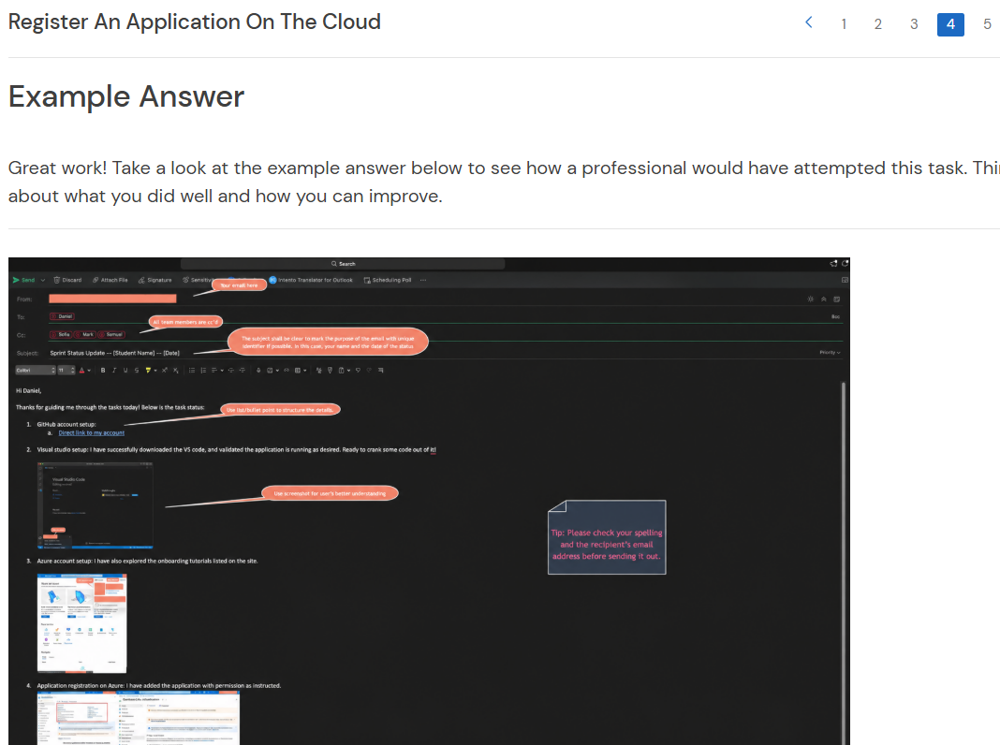 Register An Application On The Cloud
1 2 3 4 5
Example Answer
Great work! Take a look at the example answer below to see how a professional would have attempted this task. Thi
about what you did well and how you can improve.
Search
Send Discard Attach File Signature Sensitiv Intento Translator for Outlook Scheduling Poll ...
Your email here
From:
To: Daniel Bcc
All team members are cc'd
Cc: Sofia Mark Samuel
The subject shall be clear to mark the purpose of the email with unique
identifier if possible. In this case, your name and the date of the status
Subject: Sprint Status Update -- [Student Name] -- [Date] Priority
Calibri 11
Hi Daniel,
Thanks for guiding me through the tasks today! Below is the task status:
Use list/bullet point to structure the details.
1. GitHub account setup:
a. Direct link to my account
2. Visual studio setup: I have successfully downloaded the VS code, and validated the application is running as desired. Ready to crank some code out of it!
Visual Studio Code
Use screenshot for user's better understanding
Tip: Please check your spelling
and the recipient's email
address before sending it out.
3. Azure account setup: I have also explored the onboarding tutorials listed on the site.
4. Application registration on Azure: I have added the application with permission as instructed.